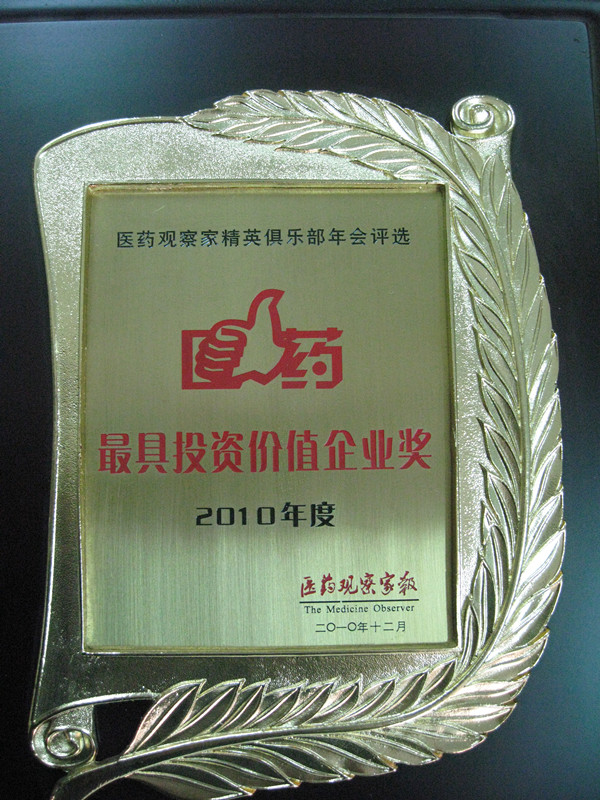 医药观察家精英俱乐部年会评选
医药
最具投资价值企业奖
2010年度
医药观察家报
The Medicine Observer
二〇一〇年十二月